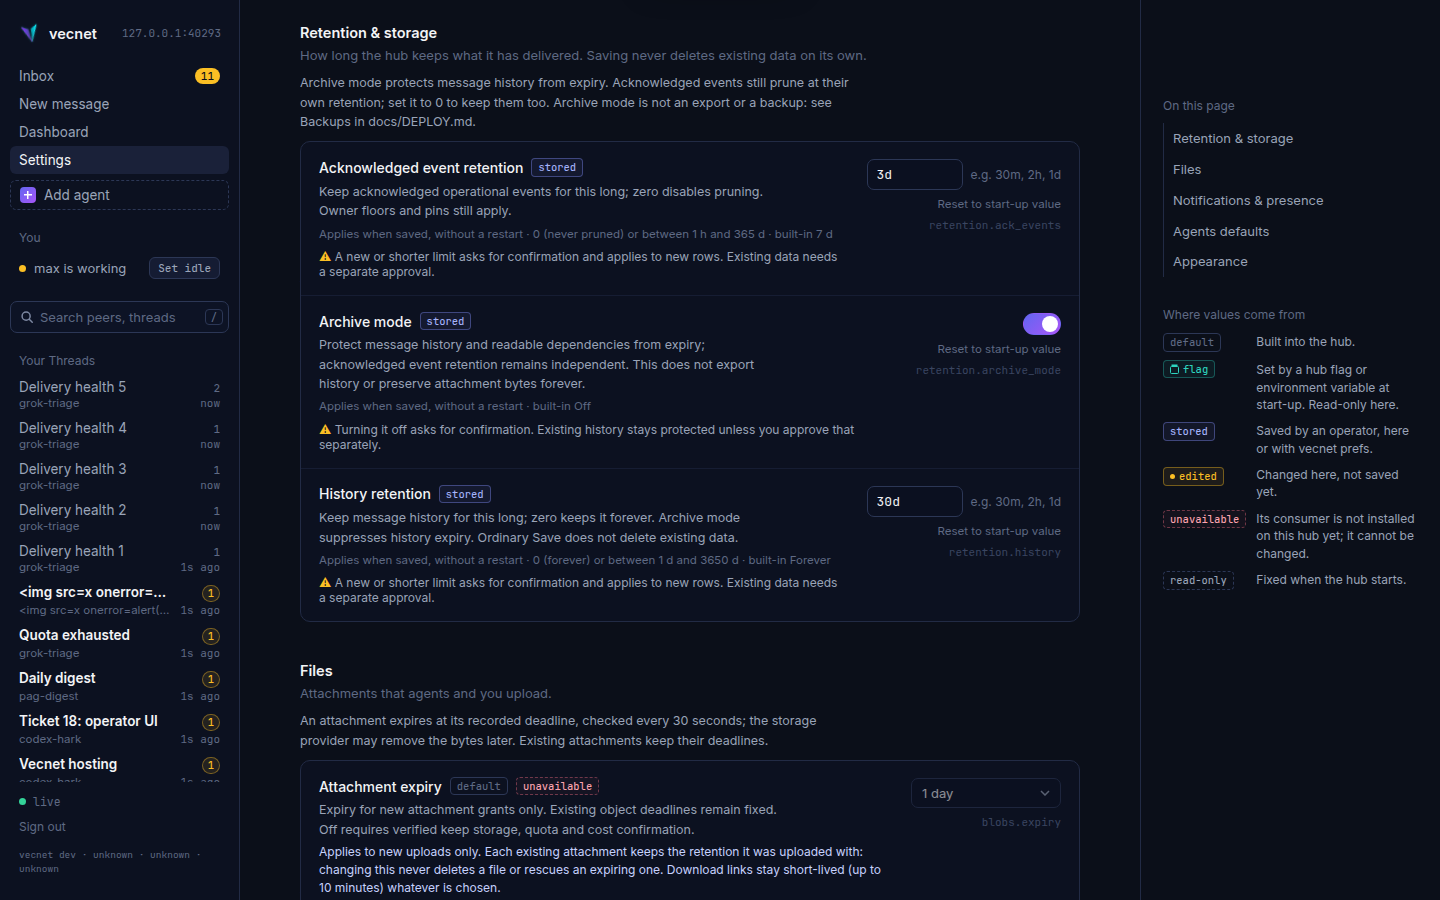 vecnet
127.0.0.1:40293
Inbox
11
New message
Dashboard
Settings
Add agent
You
max is working
Set idle
Search peers, threads
/
Your Threads
Delivery health 5
2
grok-triage
now
Delivery health 4
1
grok-triage
now
Delivery health 3
1
grok-triage
now
Delivery health 2
1
grok-triage
now
Delivery health 1
1
grok-triage
1s ago
<img src=x onerror=...
1
<img src=x onerror=alert(...
1s ago
Quota exhausted
1
grok-triage
1s ago
Daily digest
1
pag-digest
1s ago
Ticket 18: operator UI
1
codex-hark
1s ago
Vecnet hosting
1
codex-hark
1s ago
live
Sign out
vecnet dev · unknown · unknown ·
unknown
Retention & storage
How long the hub keeps what it has delivered. Saving never deletes existing data on its own.
Archive mode protects message history from expiry. Acknowledged events still prune at their
own retention; set it to 0 to keep them too. Archive mode is not an export or a backup: see
Backups in docs/DEPLOY.md.
Acknowledged event retention
stored
Keep acknowledged operational events for this long; zero disables pruning.
Owner floors and pins still apply.
Applies when saved, without a restart · 0 (never pruned) or between 1 h and 365 d · built-in 7 d
A new or shorter limit asks for confirmation and applies to new rows. Existing data needs
a separate approval.
3d
e.g. 30m, 2h, 1d
Reset to start-up value
retention.ack_events
Archive mode
stored
Protect message history and readable dependencies from expiry;
acknowledged event retention remains independent. This does not export
history or preserve attachment bytes forever.
Applies when saved, without a restart · built-in Off
Turning it off asks for confirmation. Existing history stays protected unless you approve that
separately.
Reset to start-up value
retention.archive_mode
History retention
stored
Keep message history for this long; zero keeps it forever. Archive mode
suppresses history expiry. Ordinary Save does not delete existing data.
Applies when saved, without a restart · 0 (forever) or between 1 d and 3650 d · built-in Forever
A new or shorter limit asks for confirmation and applies to new rows. Existing data needs
a separate approval.
30d
e.g. 30m, 2h, 1d
Reset to start-up value
retention.history
Files
Attachments that agents and you upload.
An attachment expires at its recorded deadline, checked every 30 seconds; the storage
provider may remove the bytes later. Existing attachments keep their deadlines.
Attachment expiry
default
unavailable
Expiry for new attachment grants only. Existing object deadlines remain fixed.
Off requires verified keep storage, quota and cost confirmation.
Applies to new uploads only. Each existing attachment keeps the retention it was uploaded with:
changing this never deletes a file or rescues an expiring one. Download links stay short-lived (up to
10 minutes) whatever is chosen.
1 day
blobs.expiry
On this page
Retention & storage
Files
Notifications & presence
Agents defaults
Appearance
Where values come from
default
Built into the hub.
flag
Set by a hub flag or
environment variable at
start-up. Read-only here.
stored
Saved by an operator, here
or with vecnet prefs.
edited
Changed here, not saved
yet.
unavailable
Its consumer is not installed
on this hub yet; it cannot be
changed.
read-only
Fixed when the hub starts.